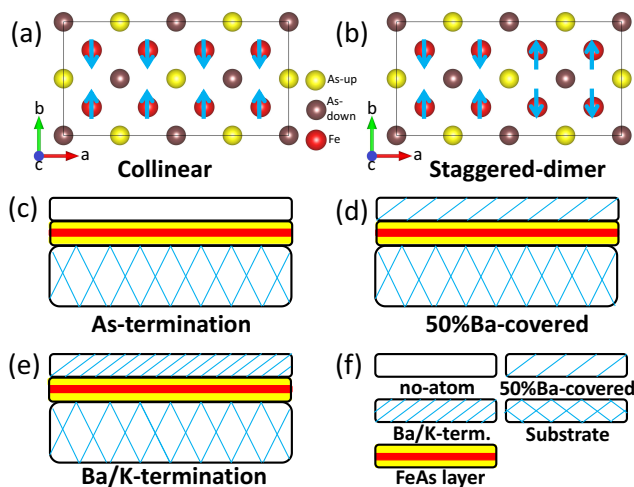 (a)
b
c
a
Collinear
As-up
As-
down
Fe
(b)
b
c
a
Staggered-dimer
(c)
As-termination
(d)
50%Ba-covered
(e)
Ba/K-termination
(f)
no-atom
50%Ba-covered
Ba/K-term.
Substrate
FeAs layer